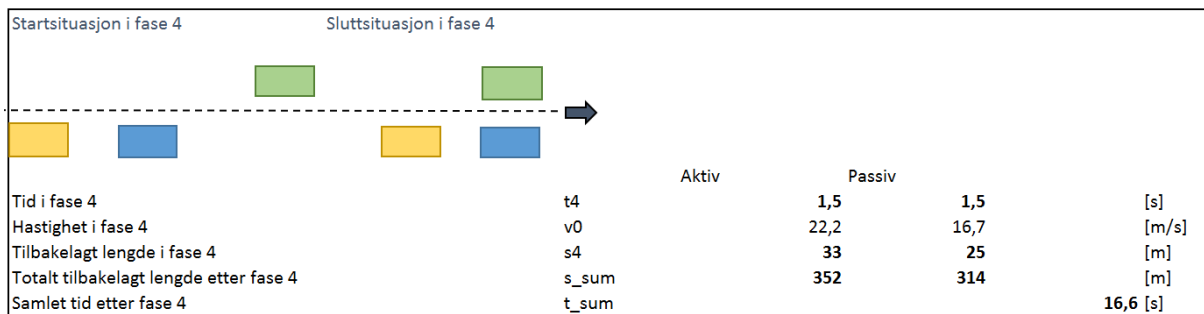 Startsituasjon i fase 4 Sluttsituasjon i fase 4
Aktiv Passiv
Tid i fase 4 t4 1,5 1,5 [s]
Hastighet i fase 4 v0 22,2 16,7 [m/s]
Tilbakelagt lengde i fase 4 s4 33 25 [m]
Totalt tilbakelagt lengde etter fase 4 s_sum 352 314 [m]
Samlet tid etter fase 4 t_sum 16,6 [s]